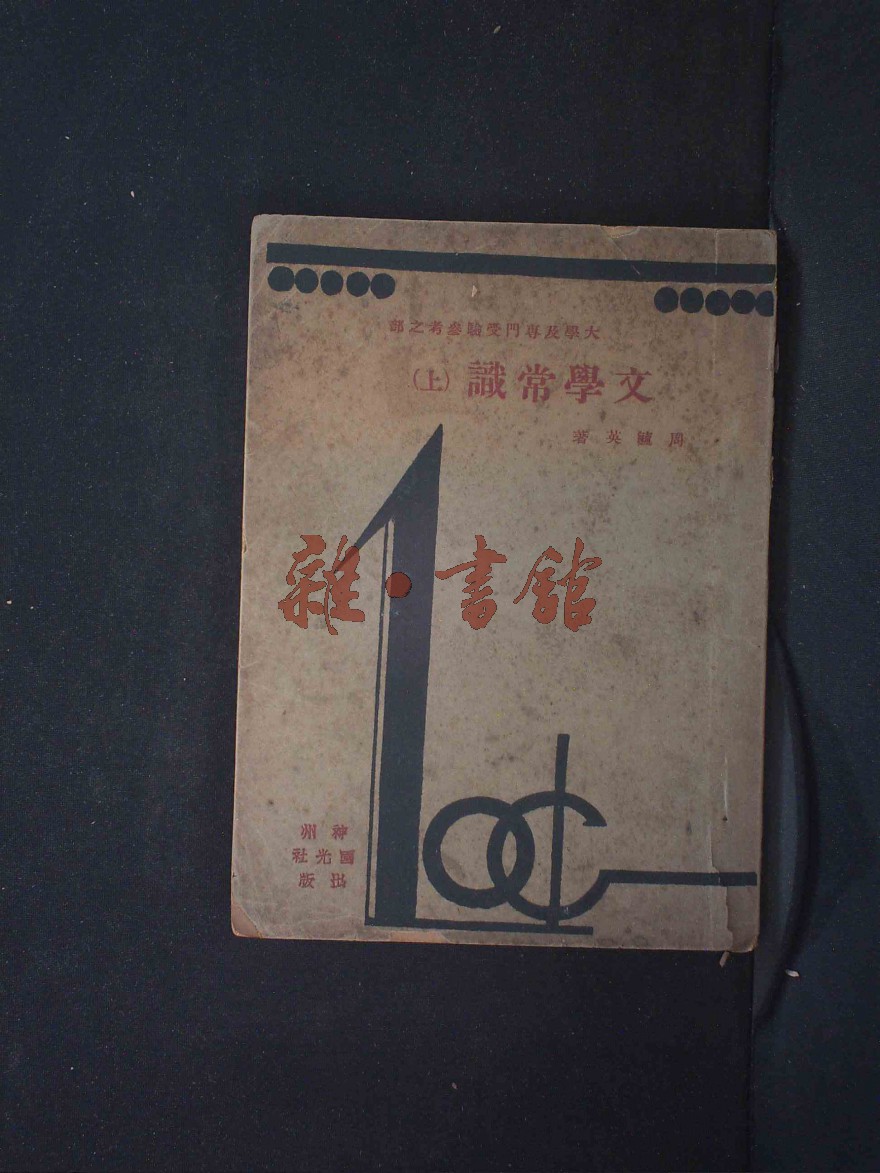 大學及專門受驗參考之部
文學常識(上)
周毓英著
雜·書館
神州
國光社
出版